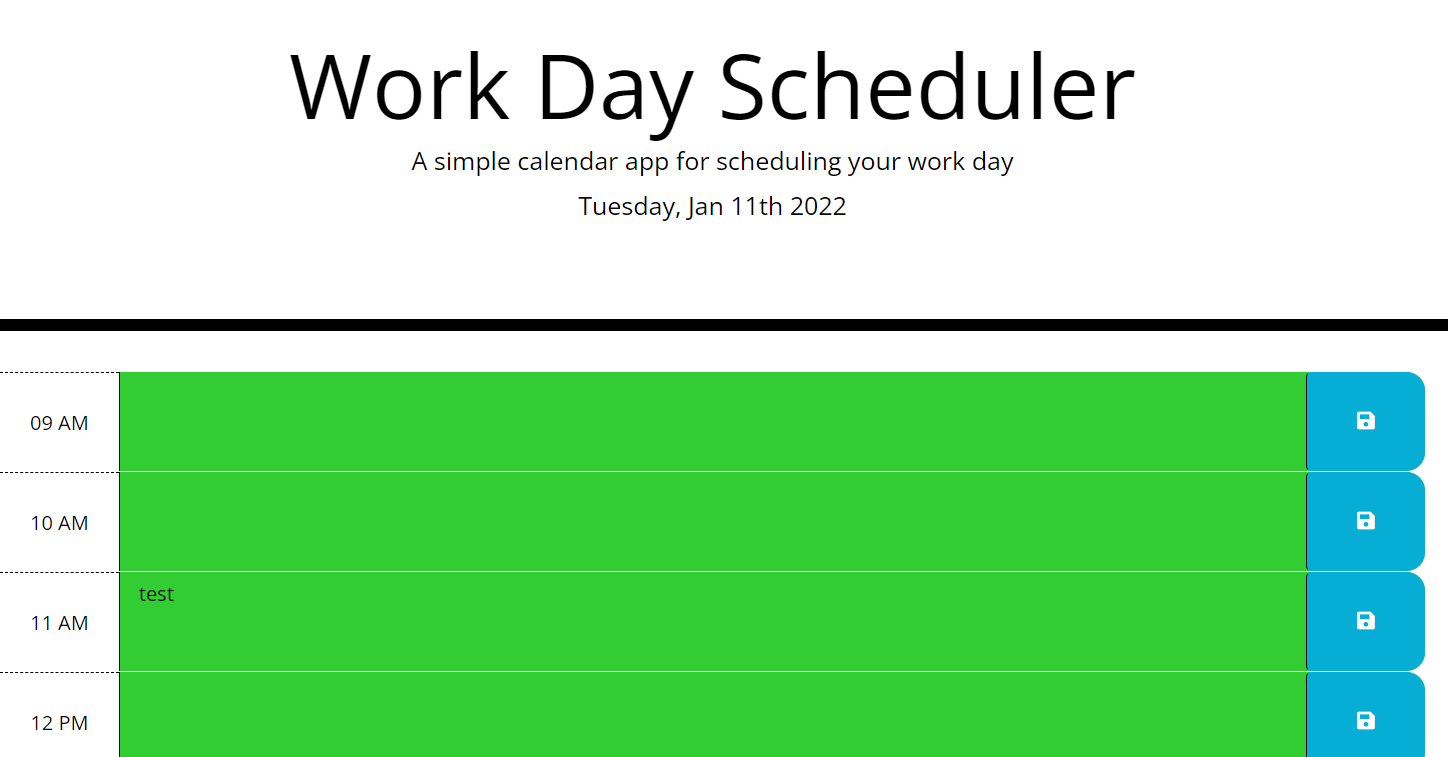 Work Day Scheduler
A simple calendar app for scheduling your work day
Tuesday, Jan 11th 2022
09 AM
10 AM
test
11 AM
12 PM